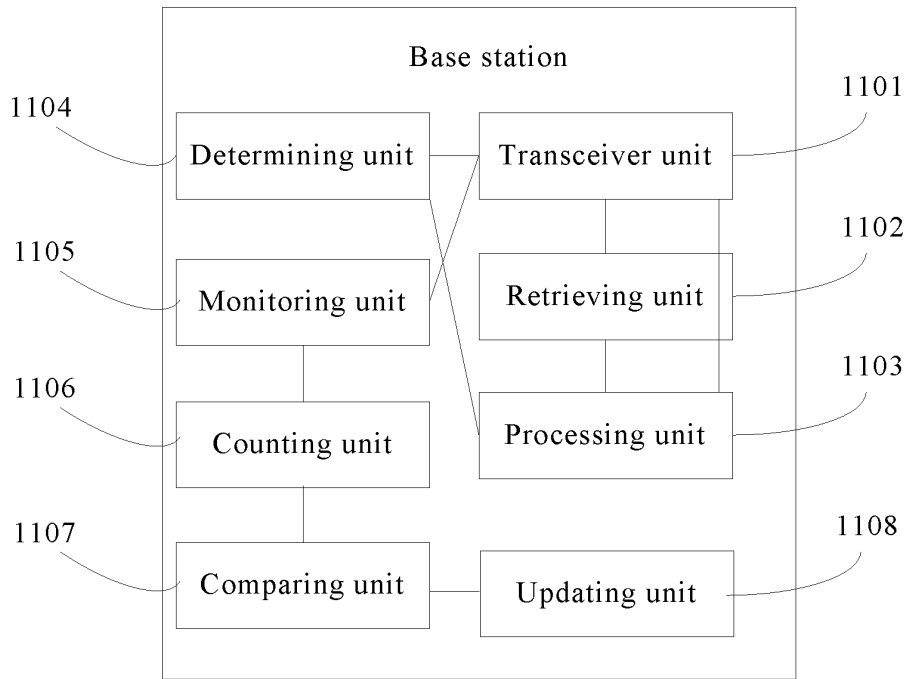 Base station
1104
Determining unit
Transceiver unit
1101
1105
Monitoring unit
Retrieving unit
1102
1106
Counting unit
Processing unit
1103
1107
Comparing unit
Updating unit
1108